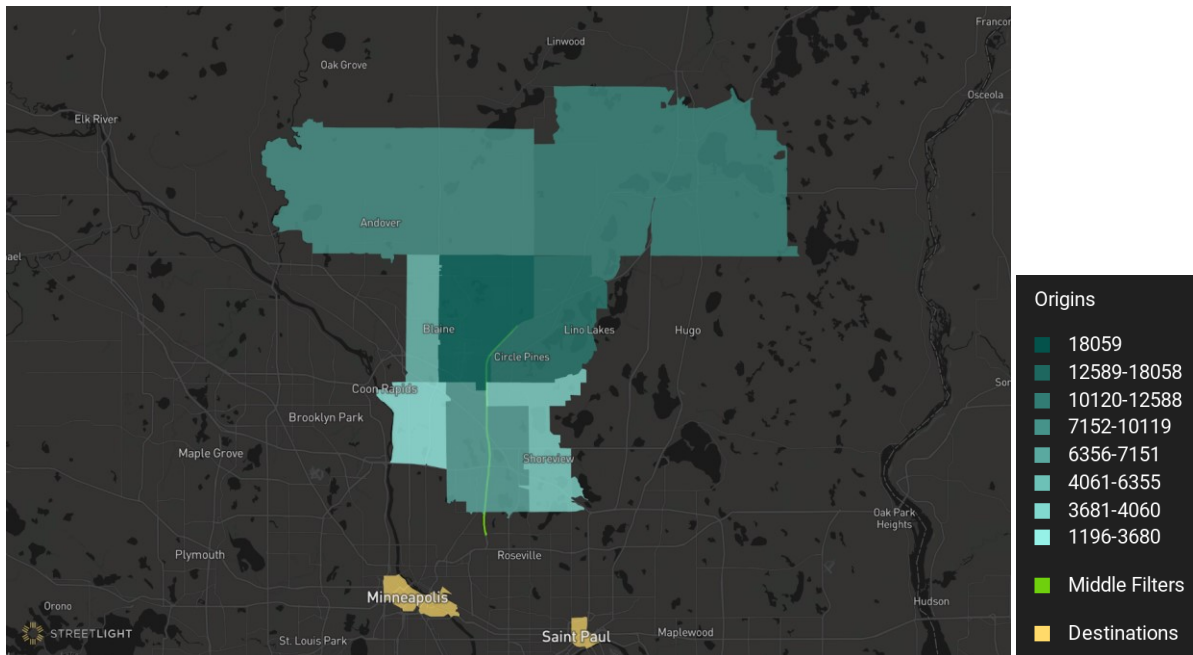 Francon
Linwood
Oak Grove
Osceola
Elk River
Andover
ael
Blaine
Lino Lakes
Hugo
Circle Pines
Coon Rapids
Son
Brooklyn Park
Maple Grove
Shoreview
Oak Park
Heights
Plymouth
Roseville
Minneapolis
Orono
Hudson
STREETLIGHT
St. Louis Park
Saint Paul
Maplewood
Origins
18059
12589-18058
10120-12588
7152-10119
6356-7151
4061-6355
3681-4060
1196-3680
Middle Filters
Destinations